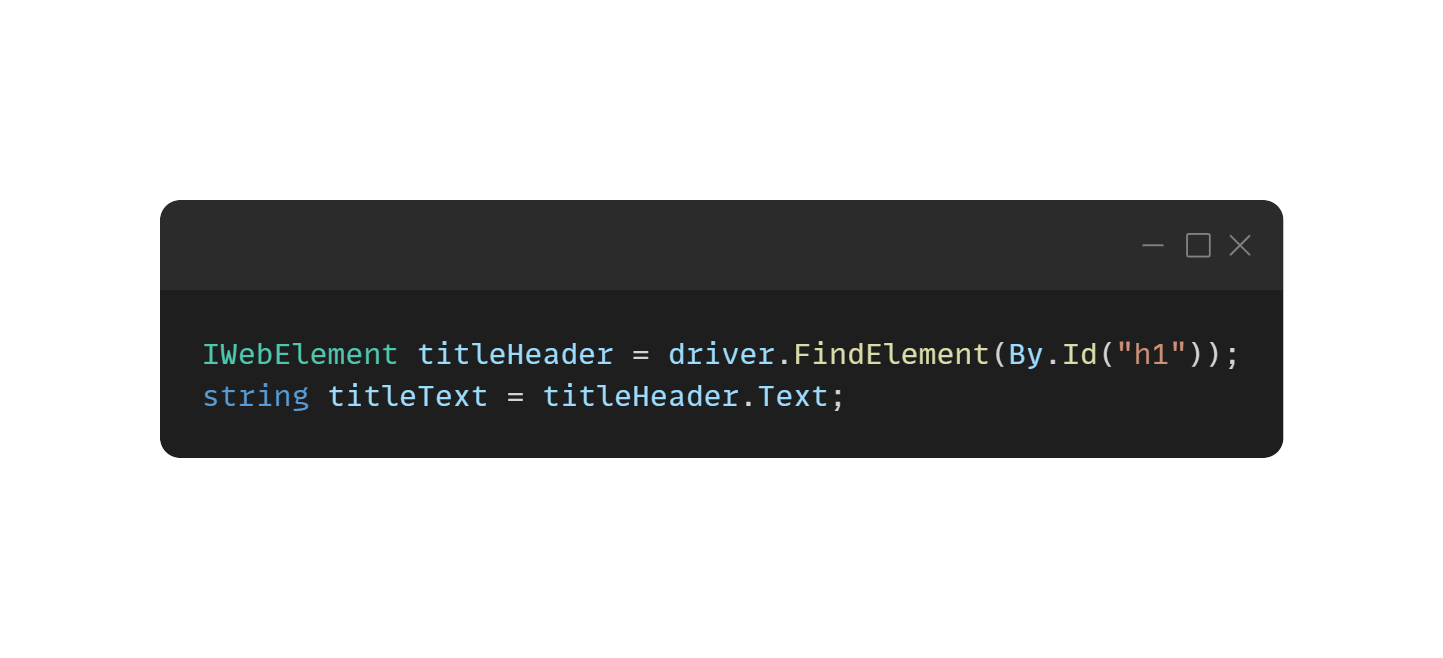 IWebElement titleHeader = driver.FindElement(By.Id("h1"));
string titleText = titleHeader.Text;